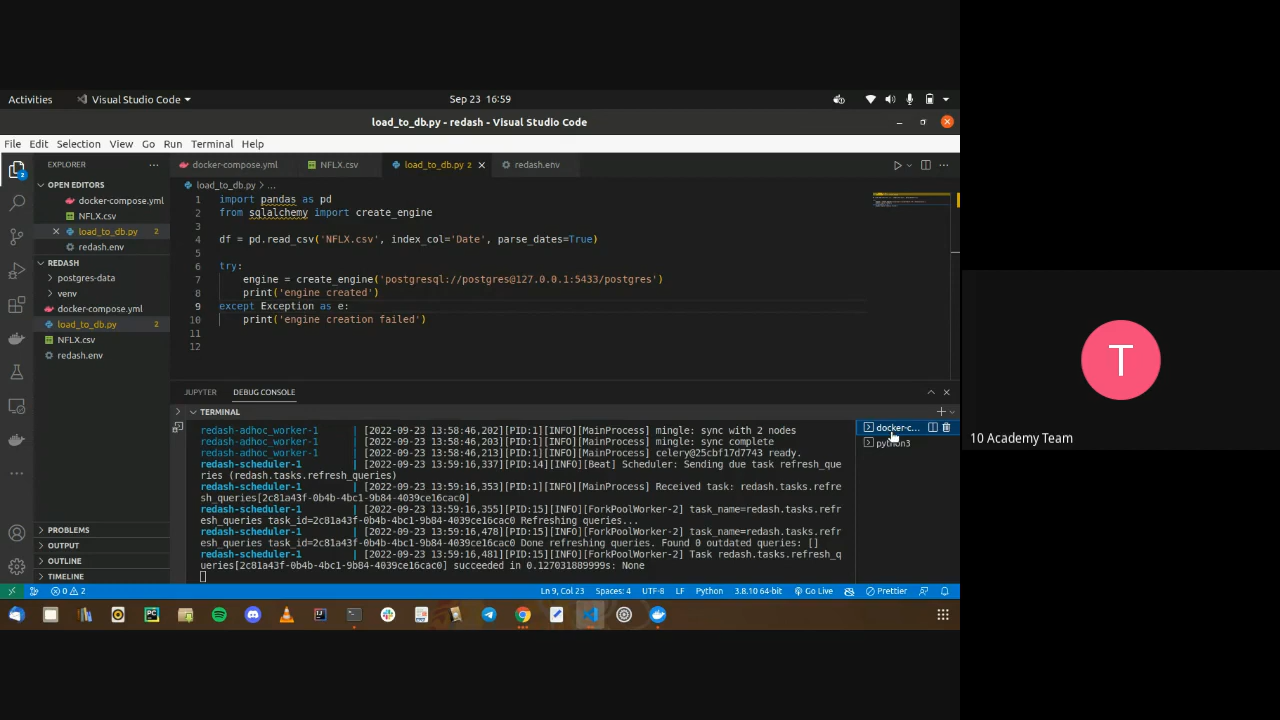 Activities
Visual Studio Code
Sep 23 16:59
load_to_db.py - redash - Visual Studio Code
File Edit Selection View Go Run Terminal Help
EXPLORER
OPEN EDITORS
docker-compose.yml
NFLX.csv
load_to_db.py 2
redash.env
REDASH
postgres-data
venv
docker-compose.yml
load_to_db.py 2
NFLX.csv
redash.env
PROBLEMS
OUTPUT
OUTLINE
TIMELINE
2
docker-compose.yml NFLX.csv load_to_db.py 2 redash.env
load_to_db.py > ...
1 import pandas as pd
2 from sqlalchemy import create_engine
3
4 df = pd.read_csv('NFLX.csv', index_col='Date', parse_dates=True)
5
6 try:
7 engine = create_engine('postgresql://postgres@127.0.0.1:5433/postgres')
8 print('engine created')
9 except Exception as e:
10 print('engine creation failed')
11
12
JUPYTER DEBUG CONSOLE
TERMINAL
redash-adhoc_worker-1 | [2022-09-23 13:58:46,202][PID:1][INFO][MainProcess] mingle: sync with 2 nodes
redash-adhoc_worker-1 | [2022-09-23 13:58:46,203][PID:1][INFO][MainProcess] mingle: sync complete
redash-adhoc_worker-1 | [2022-09-23 13:58:46,213][PID:1][INFO][MainProcess] celery@25cbf17d7743 ready.
redash-scheduler-1 | [2022-09-23 13:59:16,337][PID:14][INFO][Beat] Scheduler: Sending due task refresh_que
ries (redash.tasks.refresh_queries)
redash-scheduler-1 | [2022-09-23 13:59:16,353][PID:1][INFO][MainProcess] Received task: redash.tasks.refre
sh_queries[2c81a43f-0b4b-4bc1-9b84-4039ce16cac0]
redash-scheduler-1 | [2022-09-23 13:59:16,355][PID:15][INFO][ForkPoolWorker-2] task_name=redash.tasks.refr
esh_queries task_id=2c81a43f-0b4b-4bc1-9b84-4039ce16cac0 Refreshing queries...
redash-scheduler-1 | [2022-09-23 13:59:16,478][PID:15][INFO][ForkPoolWorker-2] task_name=redash.tasks.refr
esh_queries task_id=2c81a43f-0b4b-4bc1-9b84-4039ce16cac0 Done refreshing queries. Found 0 outdated queries: []
redash-scheduler-1 | [2022-09-23 13:59:16,481][PID:15][INFO][ForkPoolWorker-2] Task redash.tasks.refresh_q
ueries[2c81a43f-0b4b-4bc1-9b84-4039ce16cac0] succeeded in 0.127031889999s: None
docker-c...
python3
0 2 Ln 9, Col 23 Spaces: 4 UTF-8 LF Python 3.8.10 64-bit Go Live Prettier
T
10 Academy Team